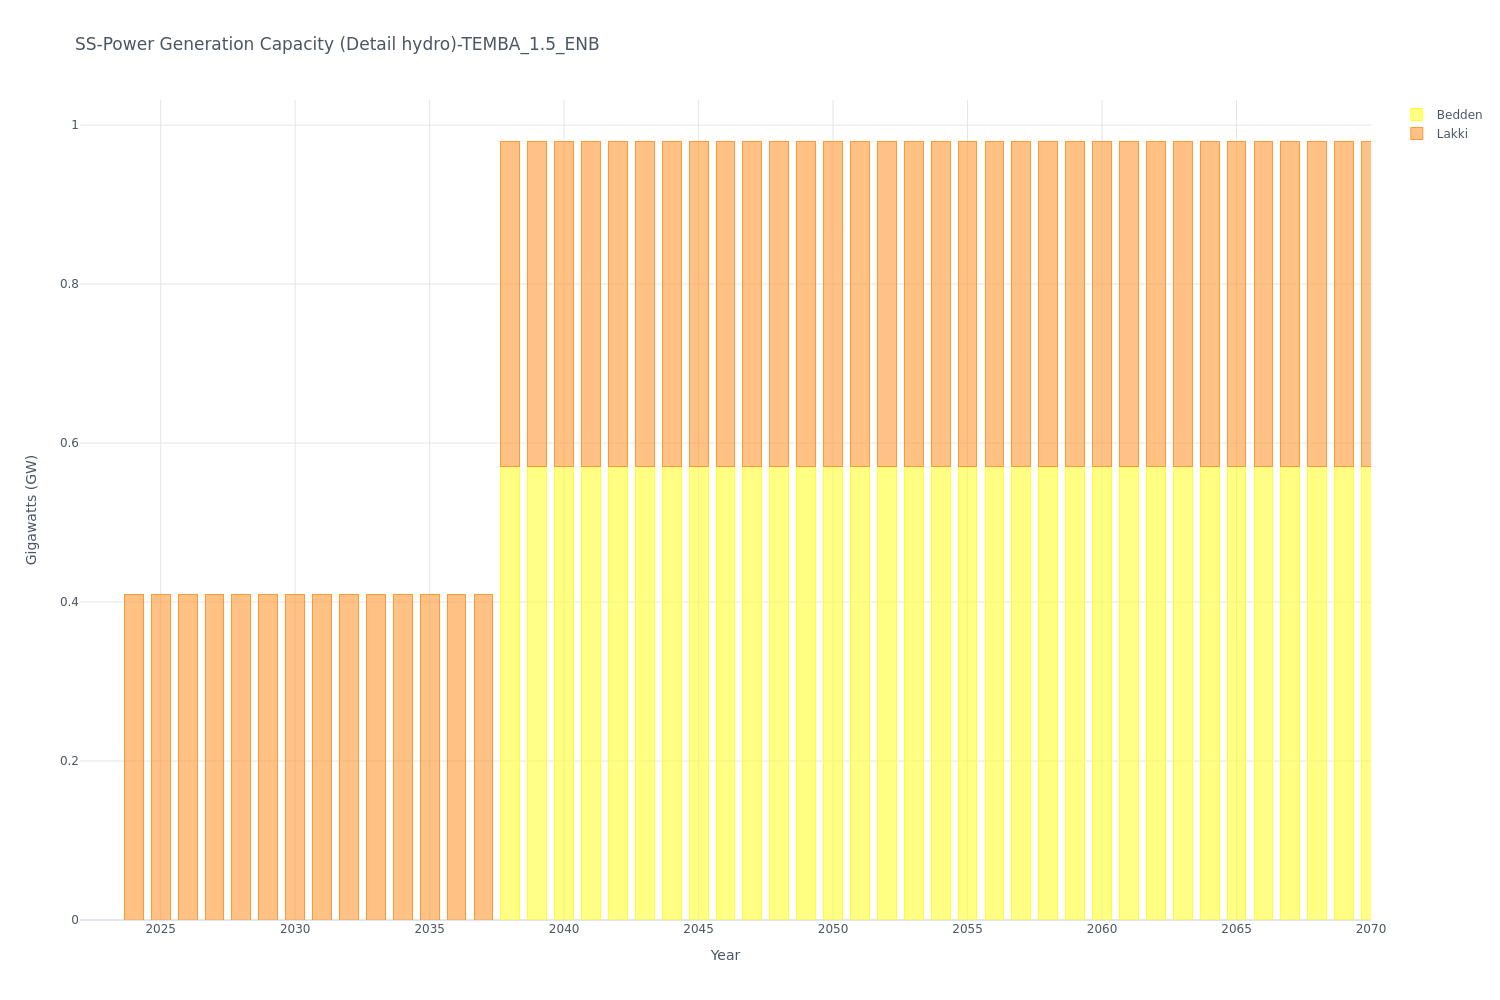 SS-Power Generation Capacity (Detail hydro)-TEMBA_1.5_ENB
Bedden
Lakki
1
0.8
0.6
0.4
0.2
0
Gigawatts (GW)
2025 2030 2035 2040 2045 2050 2055 2060 2065 2070
Year